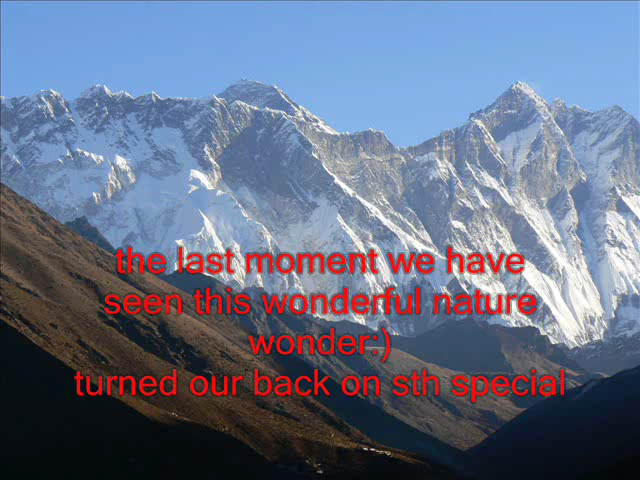 the last moment we have
seen this wonderful nature
wonder:)
turned our back on sth special